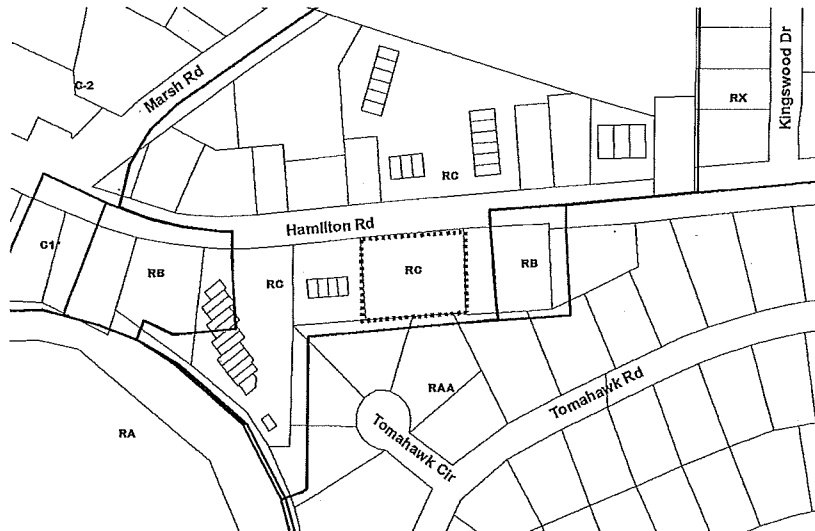 C-2
Marsh Rd
RX
Kingswood Dr
RC
Hamilton Rd
C1
RB
RC
RC
RB
RAA
Tomahawk Rd
RA
Tomahawk Cir